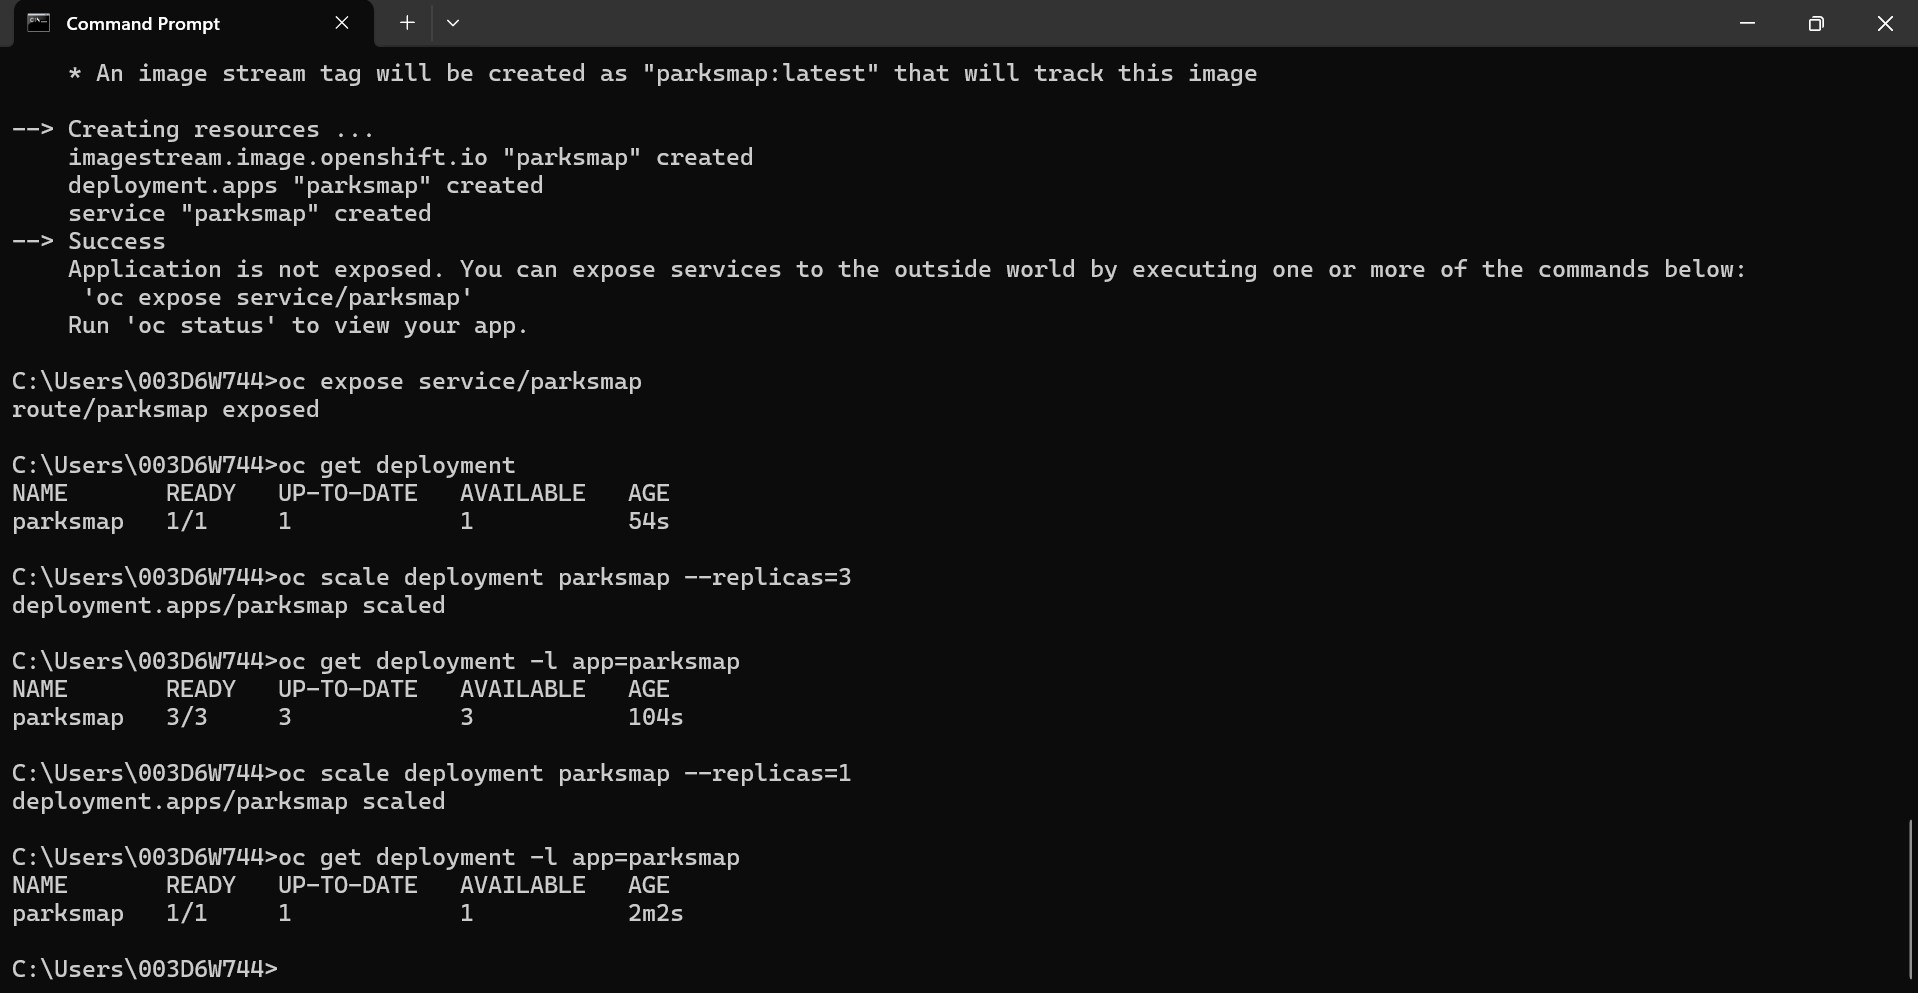 Command Prompt
    * An image stream tag will be created as "parksmap:latest" that will track this image
--> Creating resources ...
    imagestream.image.openshift.io "parksmap" created
    deployment.apps "parksmap" created
    service "parksmap" created
--> Success
    Application is not exposed. You can expose services to the outside world by executing one or more of the commands below:
     'oc expose service/parksmap'
    Run 'oc status' to view your app.
C:\Users\003D6W744>oc expose service/parksmap
route/parksmap exposed
C:\Users\003D6W744>oc get deployment
NAME       READY   UP-TO-DATE   AVAILABLE   AGE
parksmap   1/1     1            1           54s
C:\Users\003D6W744>oc scale deployment parksmap --replicas=3
deployment.apps/parksmap scaled
C:\Users\003D6W744>oc get deployment -l app=parksmap
NAME       READY   UP-TO-DATE   AVAILABLE   AGE
parksmap   3/3     3            3           104s
C:\Users\003D6W744>oc scale deployment parksmap --replicas=1
deployment.apps/parksmap scaled
C:\Users\003D6W744>oc get deployment -l app=parksmap
NAME       READY   UP-TO-DATE   AVAILABLE   AGE
parksmap   1/1     1            1           2m2s
C:\Users\003D6W744>